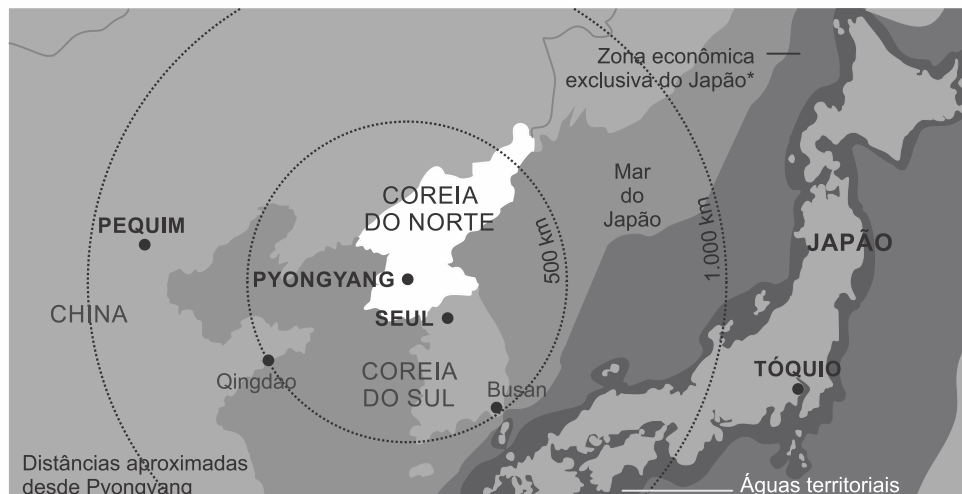 Zona econômica
exclusiva do Japão*
Mar
do
Japão
COREIA
DO NORTE
PEQUIM
500 km
1.000 km
JAPÃO
PYONGYANG
CHINA
SEUL
TÓQUIO
COREIA
DO SUL
Qingdao
Busan
Distâncias aproximadas
desde Pyongyang
Águas territoriais